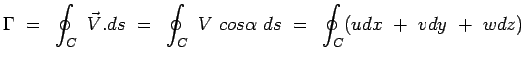 Γ = ∮_C V⃗.ds = ∮_C V cosα ds = ∮_C (udx + vdy + wdz)